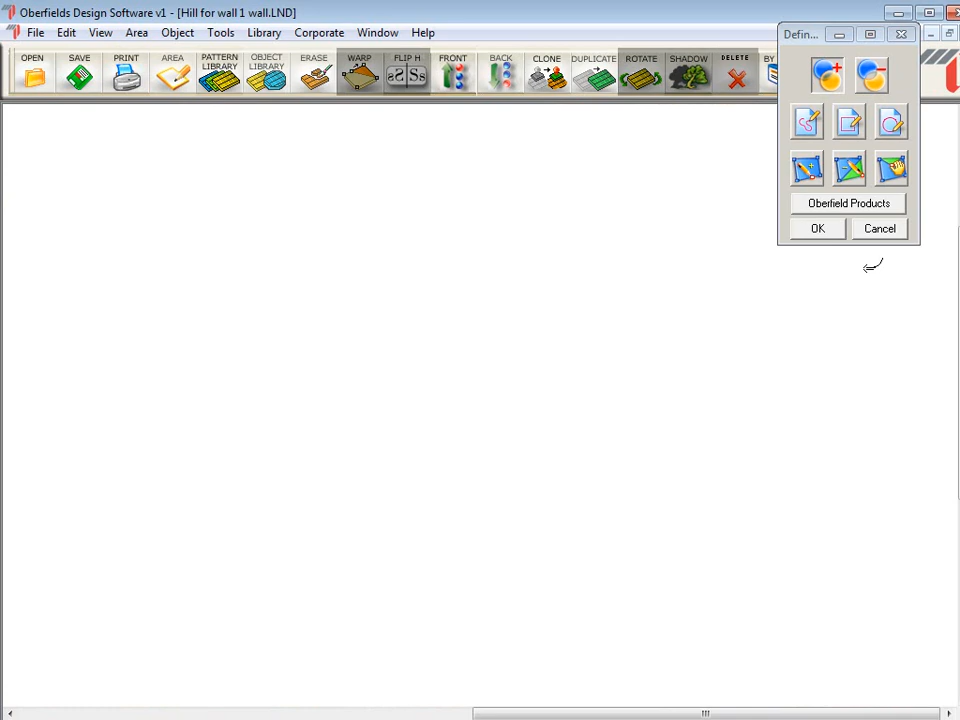 Oberfields Design Software v1 - [Hill for wall 1 wall.LND]
File Edit View Area Object Tools Library Corporate Window Help
Defin...
OPEN SAVE PRINT AREA PATTERN LIBRARY OBJECT LIBRARY ERASE WARP FLIP H FRONT BACK CLONE DUPLICATE ROTATE SHADOW DELETE BY
SS Ss
Oberfield Products
OK Cancel